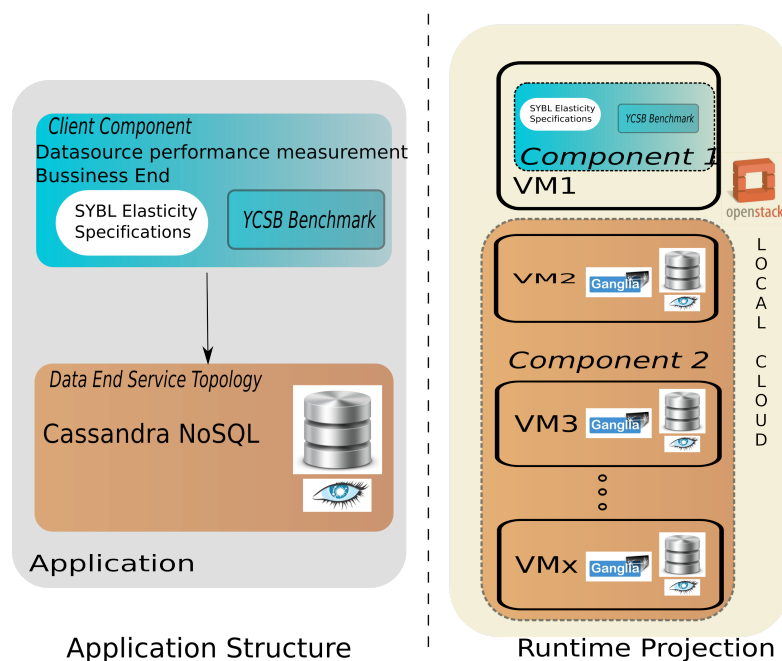 Client Component
Datasource performance measurement
Bussiness End
SYBL Elasticity
Specifications
YCSB Benchmark
Data End Service Topology
Cassandra NoSQL
Application
Application Structure
SYBL Elasticity
Specifications
YCSB Benchmark
Component 1
VM1
openstack
VM2
Ganglia
Component 2
VM3
Ganglia
VMx
Ganglia
LOCAL CLOUD
Runtime Projection